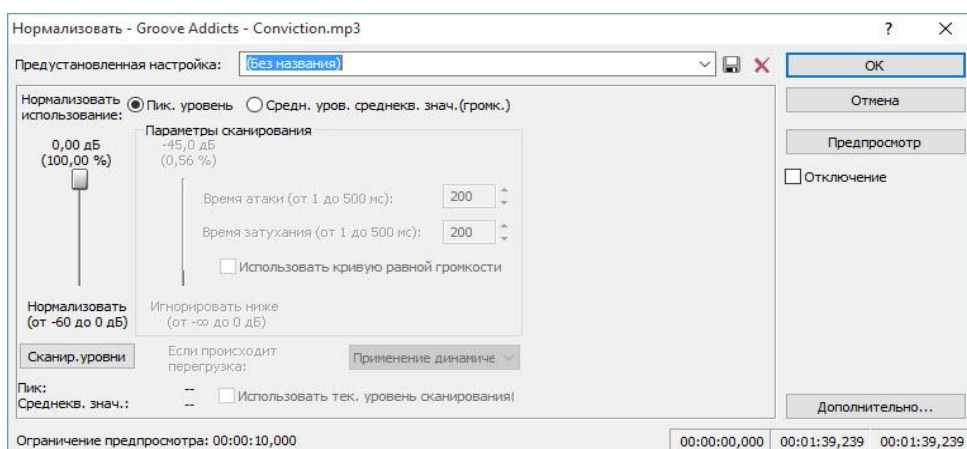 Нормализовать - Groove Addicts - Conviction.mp3
Предустановленная настройка: (Без названия)
OK
Отмена
Предпросмотр
Отключение
Нормализовать использование:
Пик. уровень Средн. уров. среднекв. знач.(громк.)
0,00 дБ
(100,00 %)
Параметры сканирования
-45,0 дБ
(0,56 %)
Время атаки (от 1 до 500 мс): 200
Время затухания (от 1 до 500 мс): 200
Использовать кривую равной громкости
Нормализовать
(от -60 до 0 дБ)
Игнорировать ниже
(от -∞ до 0 дБ)
Сканир.уровни
Если происходит
перегрузка:
Применение динамиче
Пик: --
Среднекв. знач.: --
Использовать тек. уровень сканирования(
Дополнительно...
Ограничение предпросмотра: 00:00:10,000
00:00:00,000 00:01:39,239 00:01:39,239